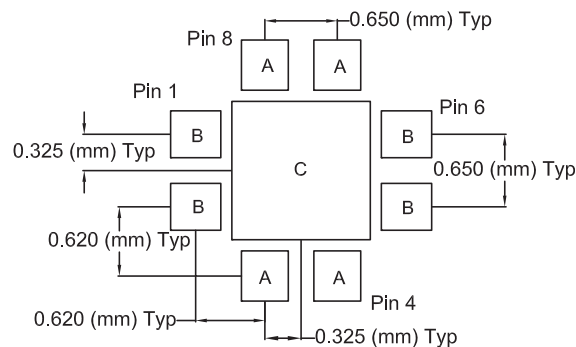 0.650 (mm) Typ
Pin 8
A
A
Pin 1
Pin 6
B
B
0.325 (mm) Typ
C
0.650 (mm) Typ
B
B
0.620 (mm) Typ
A
A
Pin 4
0.620 (mm) Typ
0.325 (mm) Typ